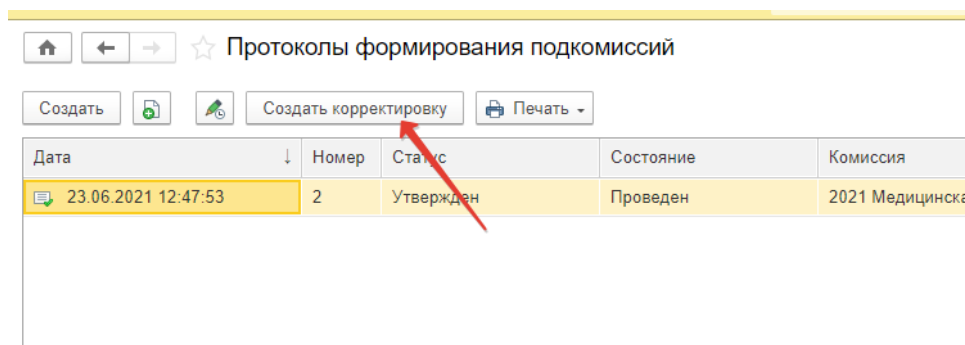 Протоколы формирования подкомиссий
Создать Создать корректировку Печать
Дата Номер Статус Состояние Комиссия
23.06.2021 12:47:53 2 Утвержден Проведен 2021 Медицинска